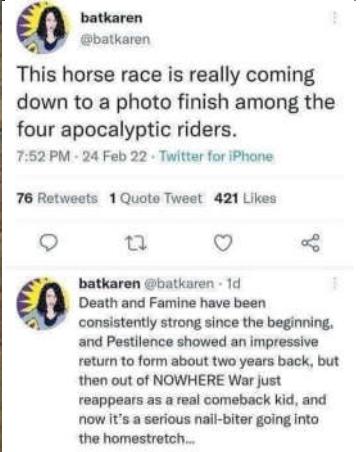 batkaren
@batkaren
This horse race is really coming
down to a photo finish among the
four apocalyptic riders.
7:52 PM · 24 Feb 22 · Twitter for iPhone
76 Retweets 1 Quote Tweet 421 Likes
batkaren @batkaren · 1d
Death and Famine have been
consistently strong since the beginning,
and Pestilence showed an impressive
return to form about two years back, but
then out of NOWHERE War just
reappears as a real comeback kid, and
now it's a serious nail-biter going into
the homestretch...